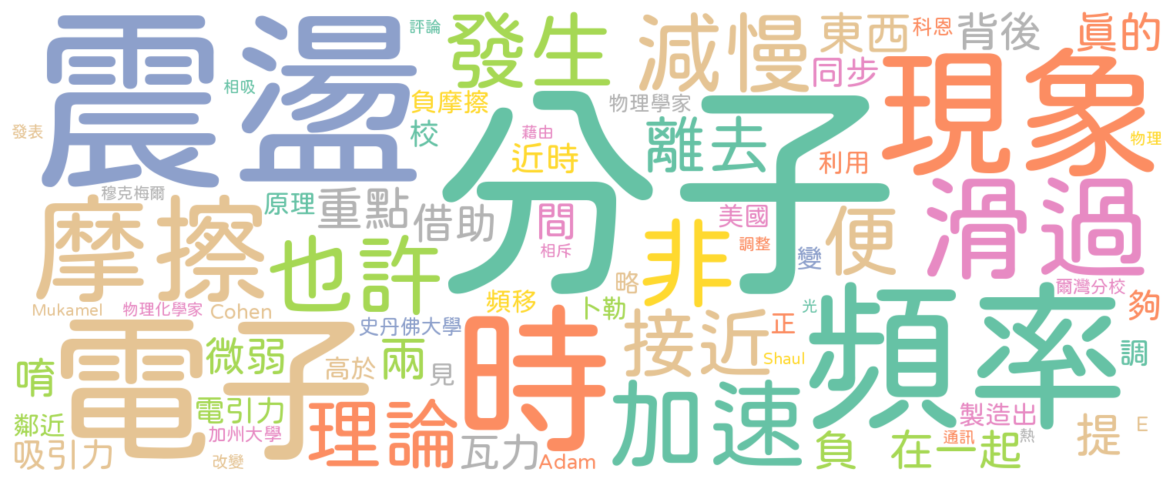 震盪
評論
發生
減慢
東西
科恩
背後
真的
相吸
負摩擦
物理學家
同步
現象
發表
校
藉由
近時
分子
離去
利用
物理
穆克梅爾
原理
重點
借助
間
相斥
美國
調整
便
滑過
摩擦
也許
非
變
爾灣分校
Mukamel
物理化學家
Cohen
史丹佛大學
頻移
卜勒
略
接近
正
光
頻率
夠
電子
微弱
高於
兩
見
時
Shaul
調
唷
電引力
鄰近
加州大學
理論
瓦力
加速
負
在一起
製造出
提
E
吸引力
改變
Adam
通訊
熱